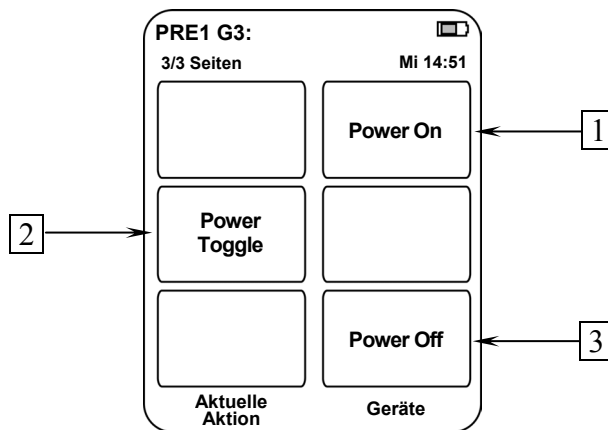 PRE1 G3:
3/3 Seiten Mi 14:51
Power On
1
2
Power
Toggle
Power Off
3
Aktuelle
Aktion
Geräte